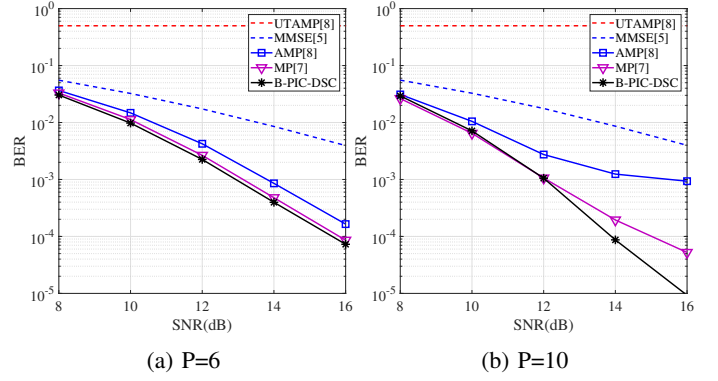 10^0
10^-1
10^-2
10^-3
10^-4
10^-5
BER
8
10
12
14
16
SNR(dB)
UTAMP[8]
MMSE[5]
AMP[8]
MP[7]
B-PIC-DSC
(a) P=6
10^0
10^-1
10^-2
10^-3
10^-4
10^-5
BER
8
10
12
14
16
SNR(dB)
UTAMP[8]
MMSE[5]
AMP[8]
MP[7]
B-PIC-DSC
(b) P=10